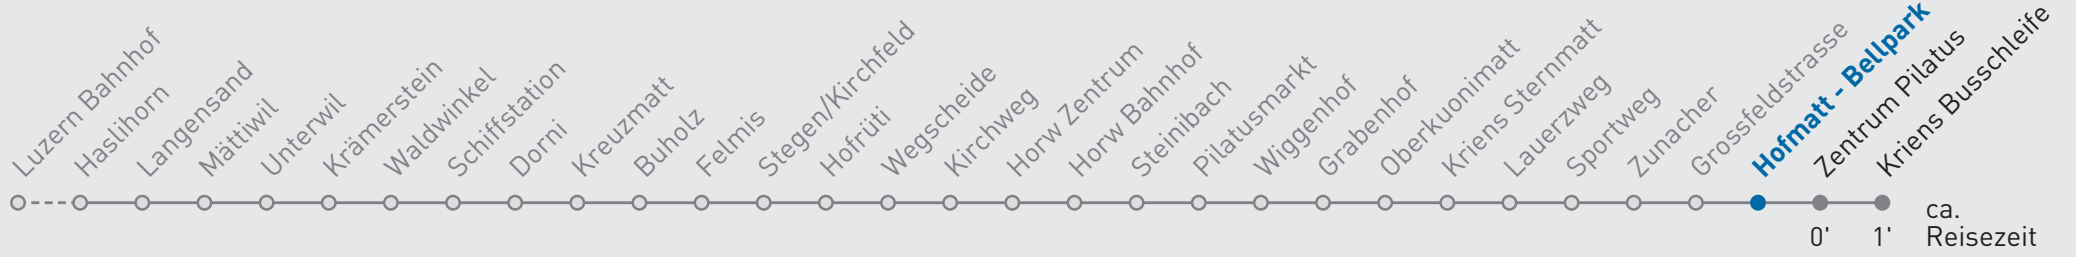 Luzern Bahnhof
Haslihorn
Langensand
Mättiwil
Unterwil
Krämerstein
Waldwinkel
Schiffstation
Dorni
Kreuzmatt
Buholz
Felmis
Stegen/Kirchfeld
Hofrüti
Wegscheide
Kirchweg
Horw Zentrum
Horw Bahnhof
Steinibach
Pilatusmarkt
Wiggenhof
Grabenhof
Oberkuonimatt
Kriens Sternmatt
Lauerzweg
Sportweg
Zunacher
Grossfeldstrasse
Hofmatt - Bellpark
Zentrum Pilatus
Kriens Busschleife
ca.
0' 1' Reisezeit